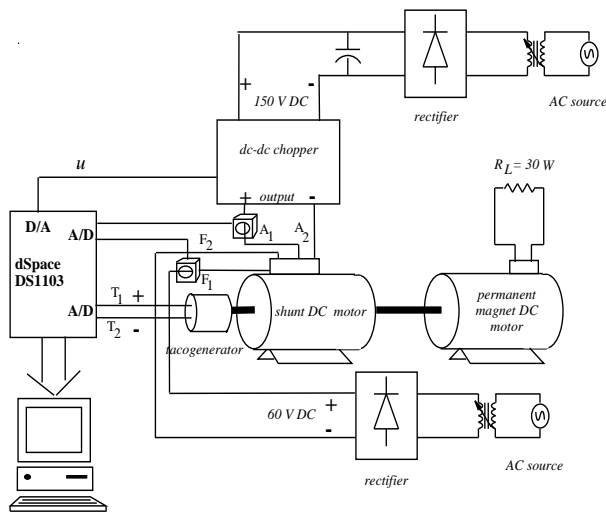 +
-
150 V DC
rectifier
AC source
dc-dc chopper
+ output -
u
R_L = 30 W
D/A
A/D
dSpace
DS1103
A/D
A_1
A_2
F_2
F_1
T_1 +
T_2 -
tacogenerator
shunt DC motor
permanent
magnet DC
motor
60 V DC
+
-
rectifier
AC source